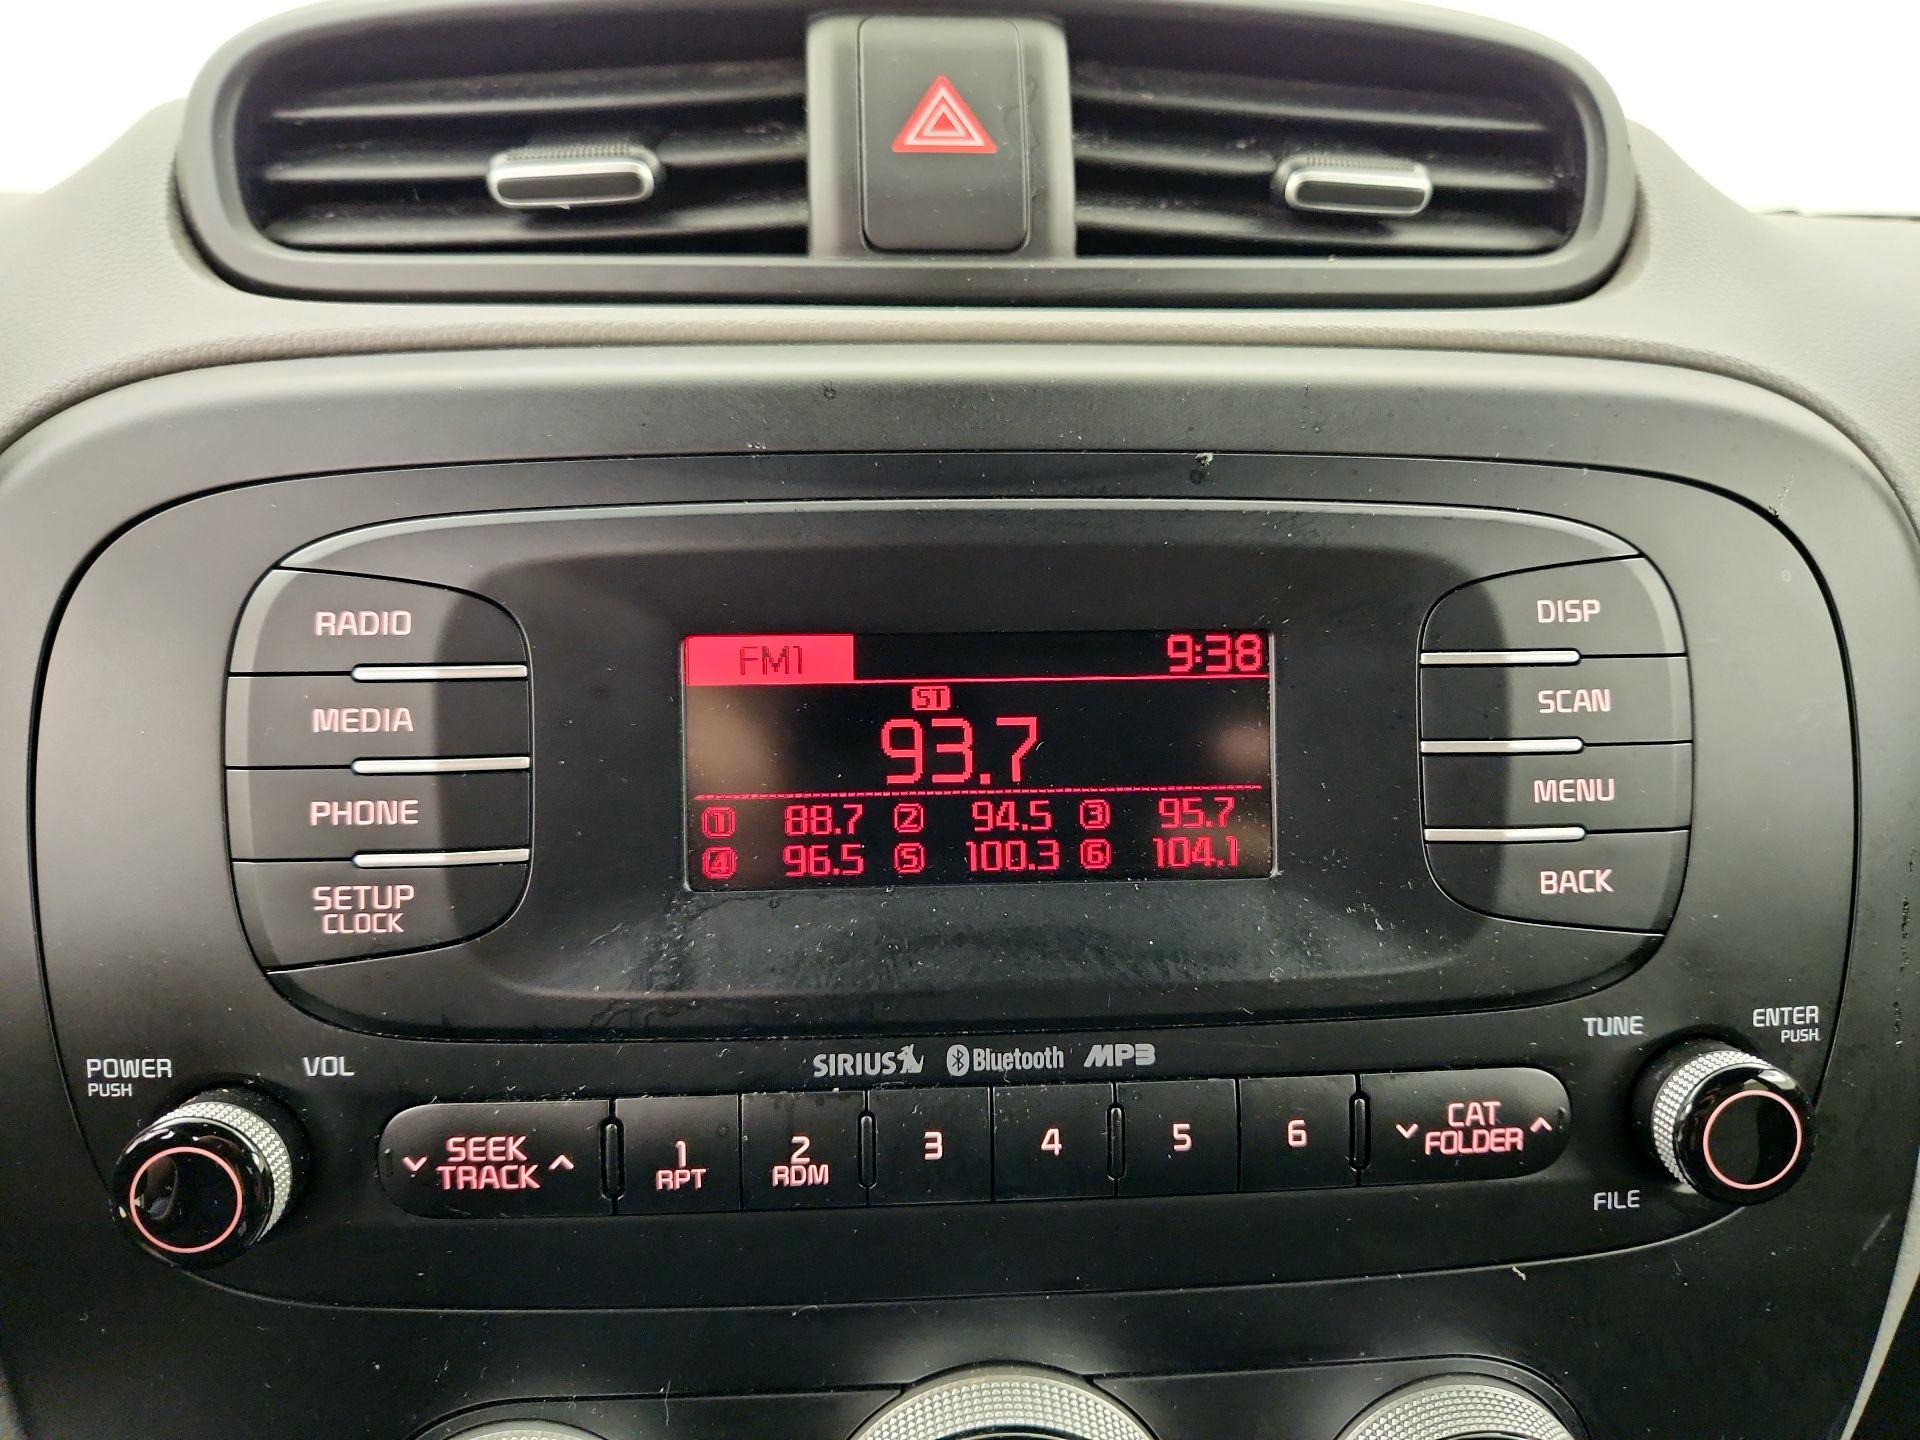 FM1 9:38
ST
93.7
1 88.7 2 94.5 3 95.7
4 96.5 5 100.3 6 104.1
RADIO
MEDIA
PHONE
SETUP
CLOCK
DISP
SCAN
MENU
BACK
POWER
PUSH
VOL
SIRIUS Bluetooth MP3
TUNE
ENTER
PUSH
SEEK
TRACK
1
RPT
2
RDM
3
4
5
6
CAT
FOLDER
FILE